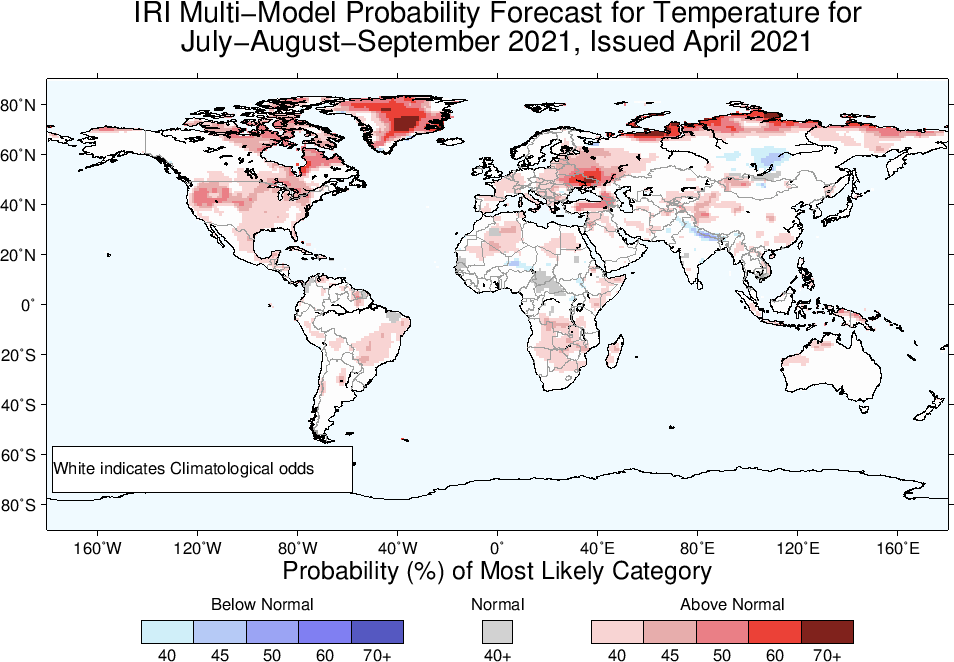 IRI Multi−Model Probability Forecast for Temperature for
July−August−September 2021, Issued April 2021
80˚N
60˚N
40˚N
20˚N
0˚
20˚S
40˚S
60˚S
80˚S
White indicates Climatological odds
160˚W 120˚W 80˚W 40˚W 0˚ 40˚E 80˚E 120˚E 160˚E
Probability (%) of Most Likely Category
Below Normal Normal Above Normal
40 45 50 60 70+ 40+ 40 45 50 60 70+